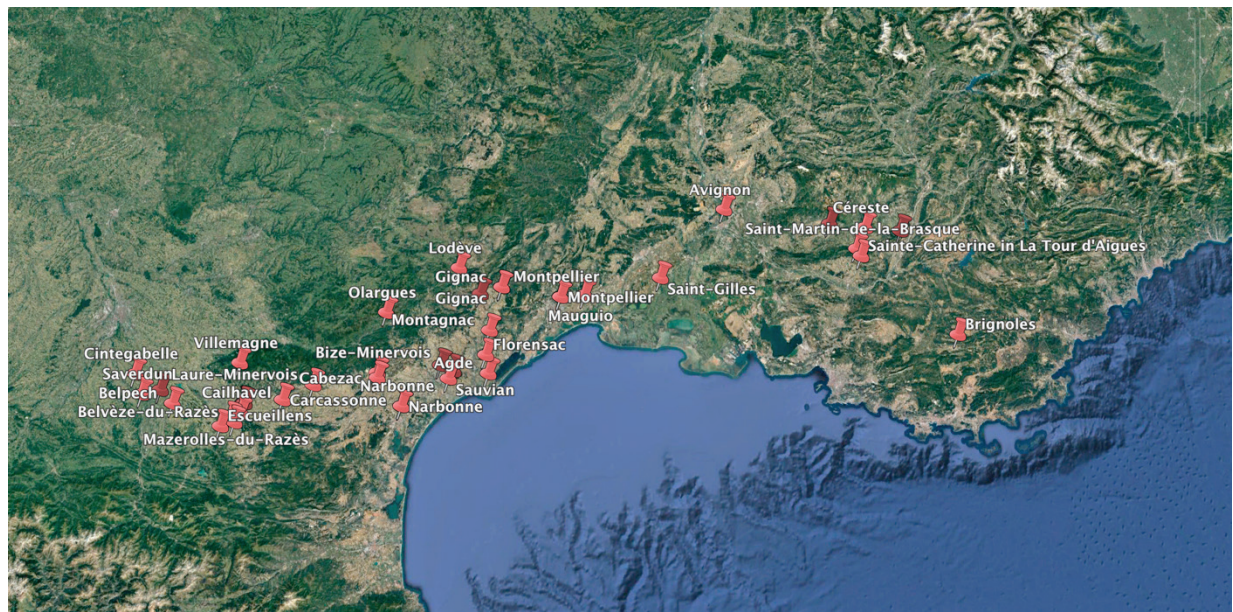 Avignon
Céreste
Saint-Martin-de-la-Brasque
Sainte-Catherine in La Tour d'Aigues
Lodève
Gignac
Montpellier
Gignac
Montpellier
Saint-Gilles
Olargues
Mauguio
Montagnac
Brignoles
Villemagne
Florensac
Cintegabelle
Bize-Minervois
Agde
Saverdun
Laure-Minervois
Cabezac
Narbonne
Sauvian
Belpech
Cailhavel
Carcassonne
Narbonne
Belvèze-du-Razès
Escueillens
Mazerolles-du-Razès